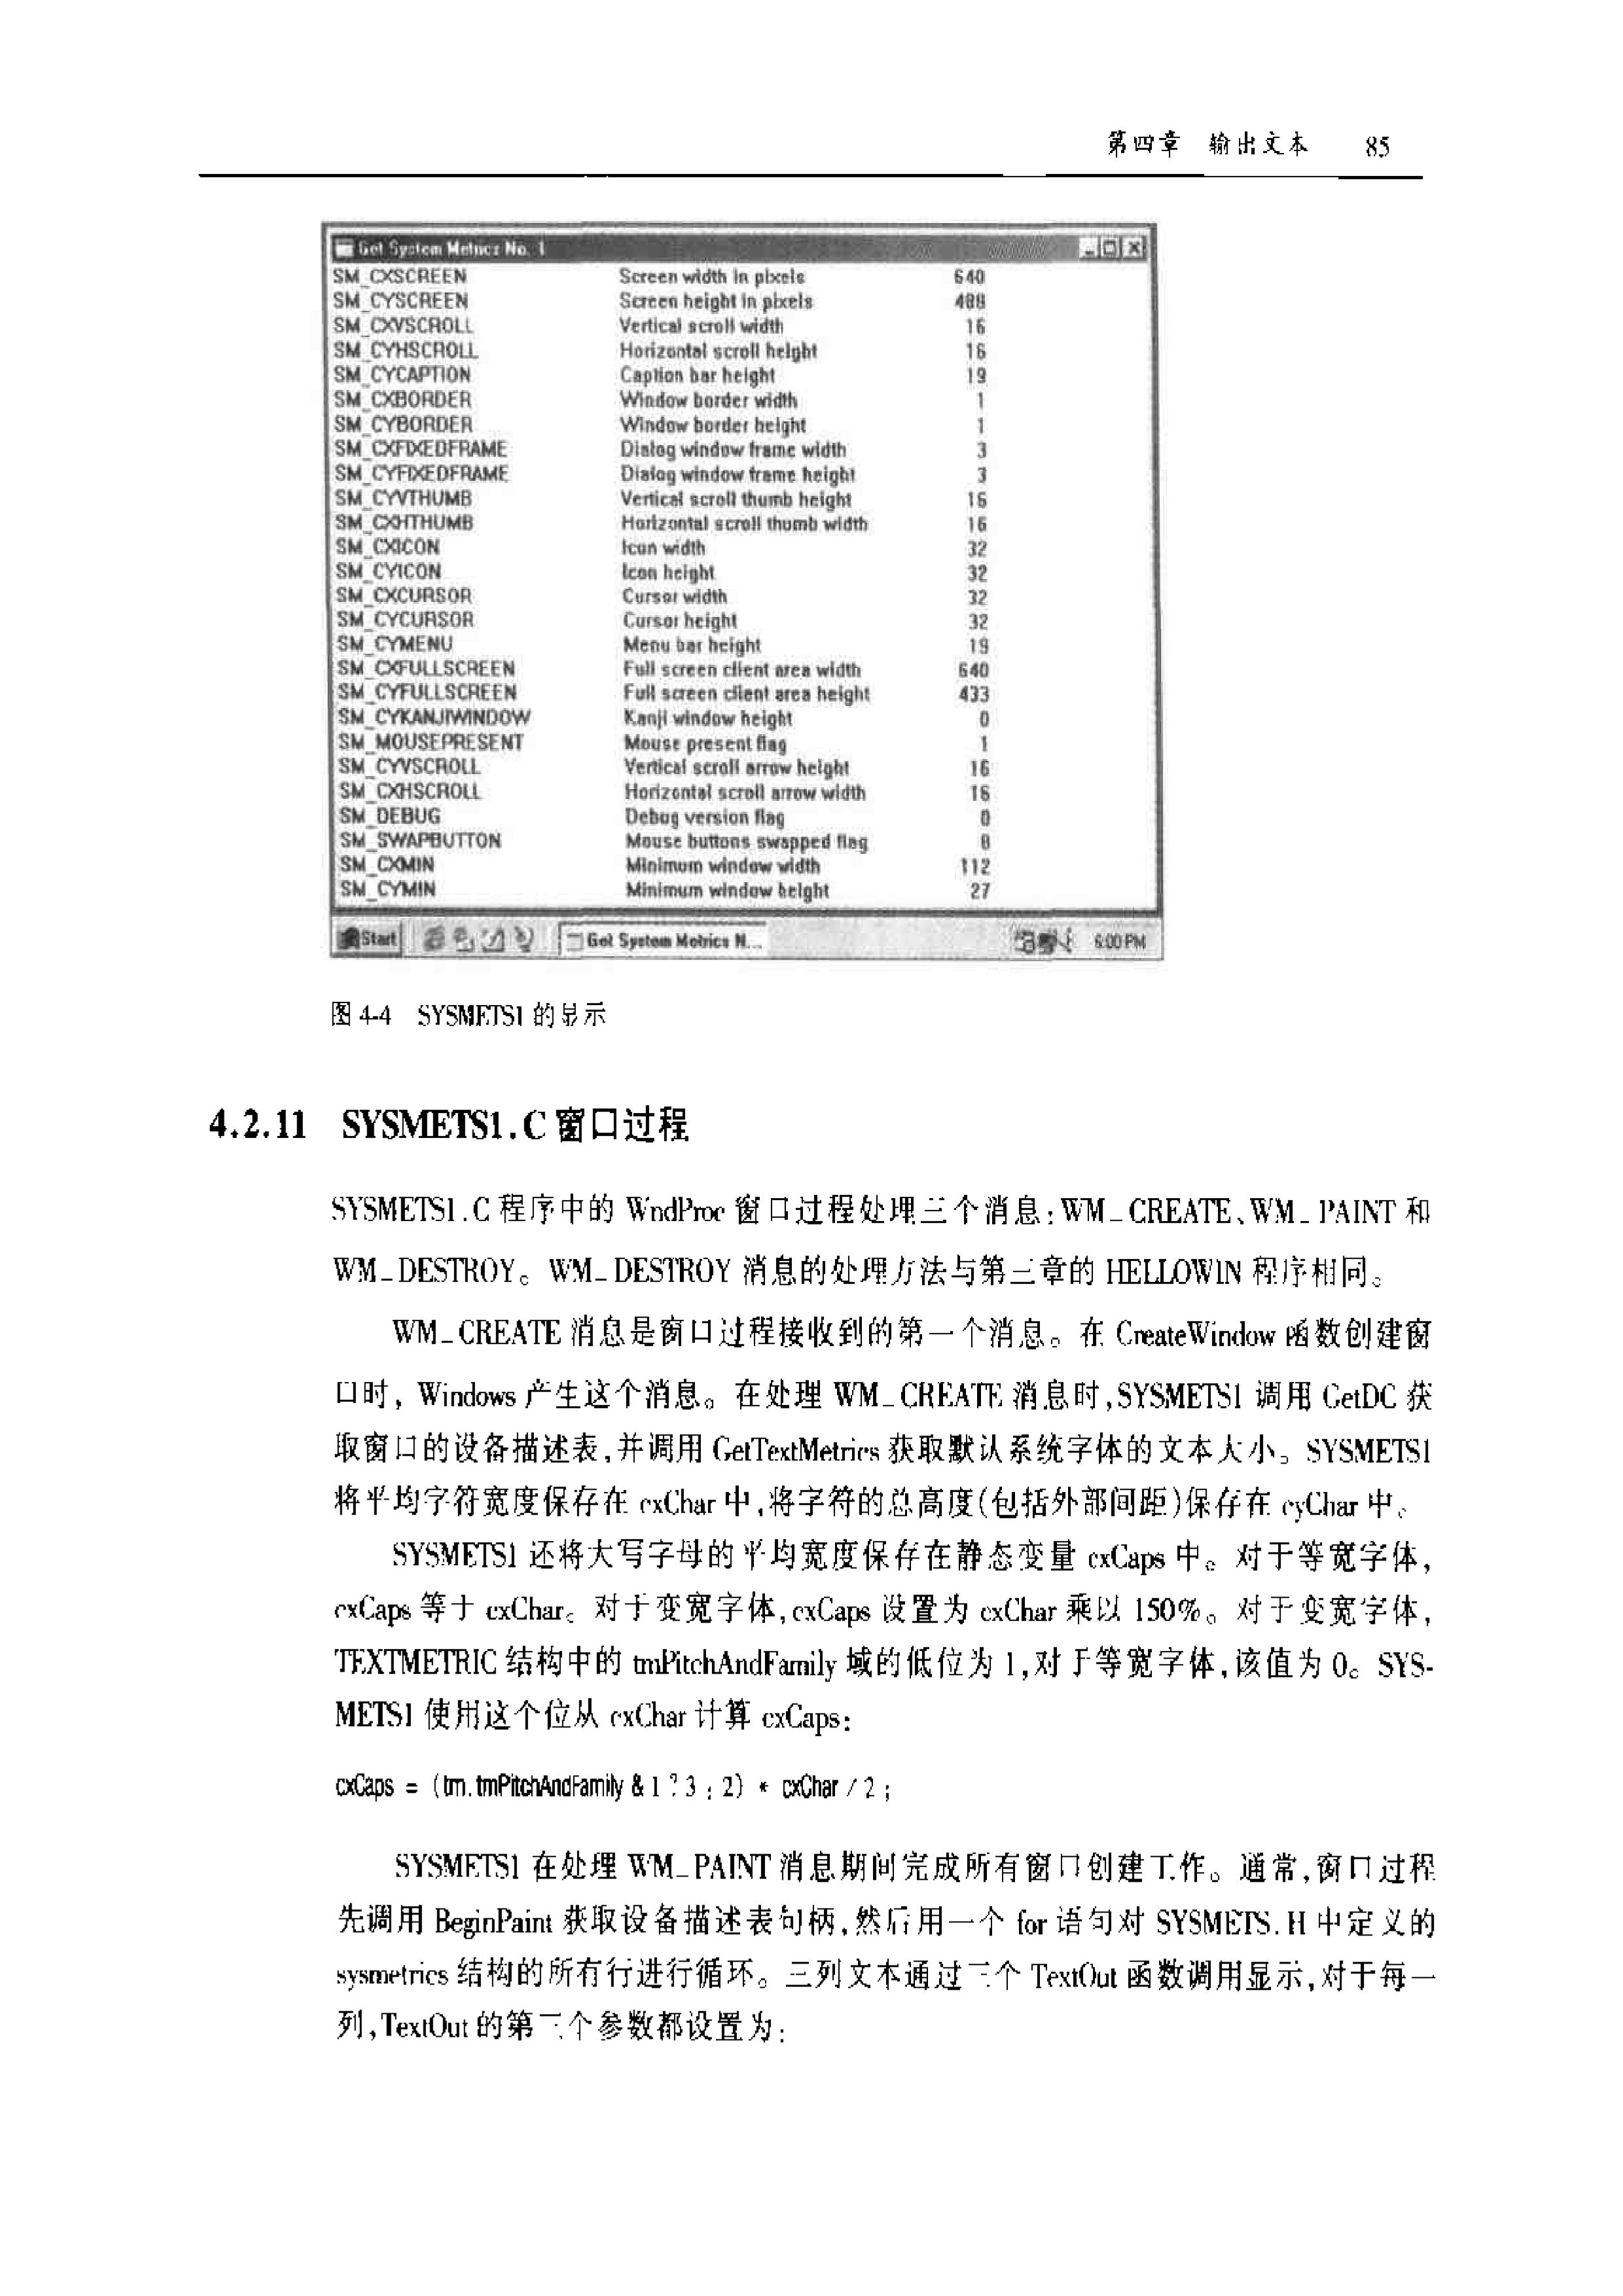 第四章 输出文本 85
Get System Metrics No. 1
SM_CXSCREEN Screen width in pixels 640
SM_CYSCREEN Screen height in pixels 480
SM_CXVSCROLL Vertical scroll width 16
SM_CYHSCROLL Horizontal scroll height 16
SM_CYCAPTION Caption bar height 19
SM_CXBORDER Window border width 1
SM_CYBORDER Window border height 1
SM_CXFIXEDFRAME Dialog window frame width 3
SM_CYFIXEDFRAME Dialog window frame height 3
SM_CYVTHUMB Vertical scroll thumb height 16
SM_CXHTHUMB Horizontal scroll thumb width 16
SM_CXICON Icon width 32
SM_CYICON Icon height 32
SM_CXCURSOR Cursor width 32
SM_CYCURSOR Cursor height 32
SM_CYMENU Menu bar height 19
SM_CXFULLSCREEN Full screen client area width 640
SM_CYFULLSCREEN Full screen client area height 433
SM_CYKANJIWINDOW Kanji window height 0
SM_MOUSEPRESENT Mouse present flag 1
SM_CYVSCROLL Vertical scroll arrow height 16
SM_CXHSCROLL Horizontal scroll arrow width 16
SM_DEBUG Debug version flag 0
SM_SWAPBUTTON Mouse buttons swapped flag 0
SM_CXMIN Minimum window width 112
SM_CYMIN Minimum window height 27
Start Get System Metrics N... 6:00 PM
图 4-4 SYSMETS1 的显示
4.2.11 SYSMETS1.C 窗口过程
SYSMETS1.C 程序中的 WndProc 窗口过程处理三个消息:WM_CREATE、WM_PAINT 和
WM_DESTROY。WM_DESTROY 消息的处理方法与第三章的 HELLOWIN 程序相同。
WM_CREATE 消息是窗口过程接收到的第一个消息。在 CreateWindow 函数创建窗
口时, Windows 产生这个消息。在处理 WM_CREATE 消息时,SYSMETS1 调用 GetDC 获
取窗口的设备描述表,并调用 GetTextMetrics 获取默认系统字体的文本大小。SYSMETS1
将平均字符宽度保存在 cxChar 中,将字符的总高度(包括外部间距)保存在 cyChar 中。
SYSMETS1 还将大写字母的平均宽度保存在静态变量 cxCaps 中。对于等宽字体,
cxCaps 等于 cxChar。对于变宽字体,cxCaps 设置为 cxChar 乘以 150%。对于变宽字体,
TEXTMETRIC 结构中的 tmPitchAndFamily 域的低位为 1,对于等宽字体,该值为 0。SYS-
METS1 使用这个位从 cxChar 计算 cxCaps:
cxCaps = (tm.tmPitchAndFamily & 1 ? 3 : 2) * cxChar / 2 ;
SYSMETS1 在处理 WM_PAINT 消息期间完成所有窗口创建工作。通常,窗口过程
先调用 BeginPaint 获取设备描述表句柄,然后用一个 for 语句对 SYSMETS.H 中定义的
sysmetrics 结构的所有行进行循环。三列文本通过三个 TextOut 函数调用显示,对于每一
列,TextOut 的第三个参数都设置为: